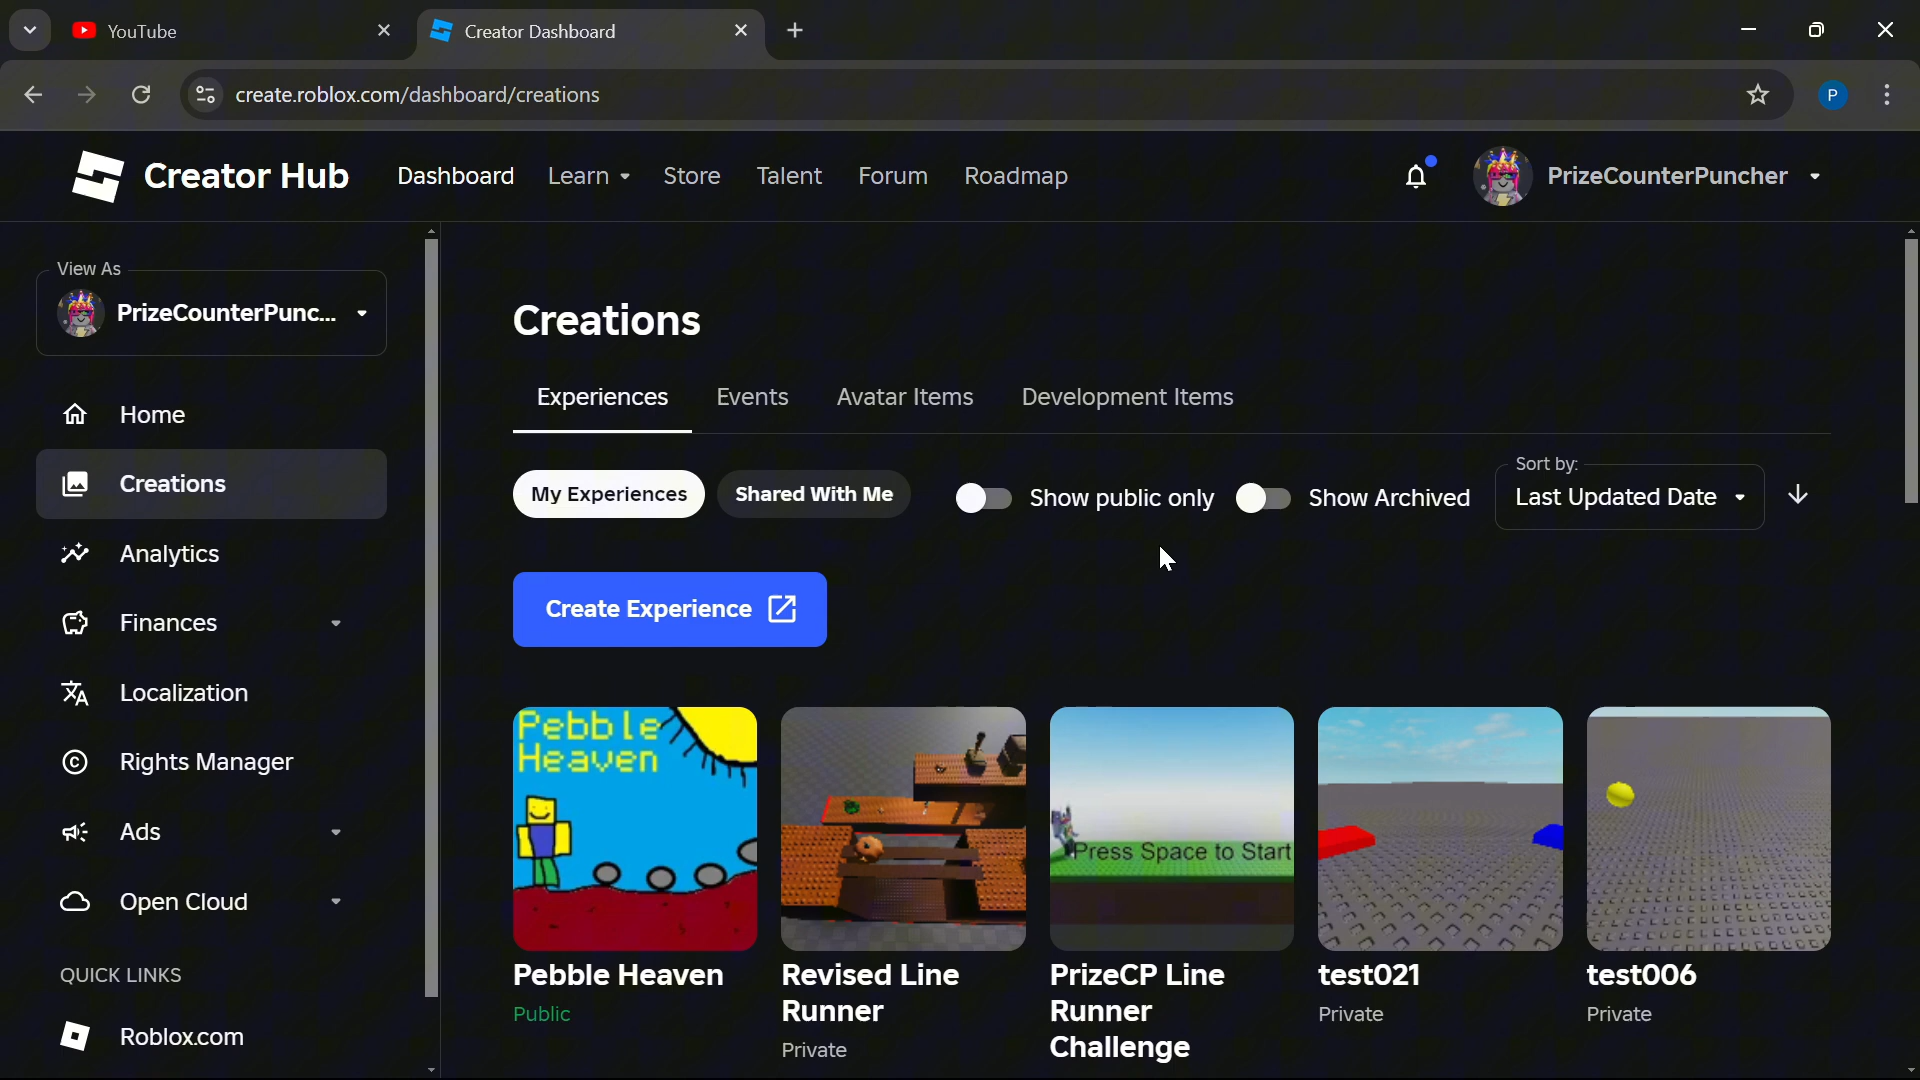 YouTube
Creator Dashboard
create.roblox.com/dashboard/creations
P
Creator Hub
Dashboard
Learn
Store
Talent
Forum
Roadmap
PrizeCounterPuncher
View As
PrizeCounterPunc...
Home
Creations
Analytics
Finances
Localization
Rights Manager
Ads
Open Cloud
QUICK LINKS
Roblox.com
Creations
Experiences
Events
Avatar Items
Development Items
My Experiences
Shared With Me
Show public only
Show Archived
Sort by:
Last Updated Date
Create Experience
Pebble
Heaven
Press Space to Start
Pebble Heaven
Public
Revised Line
Runner
Private
PrizeCP Line
Runner
Challenge
test021
Private
test006
Private